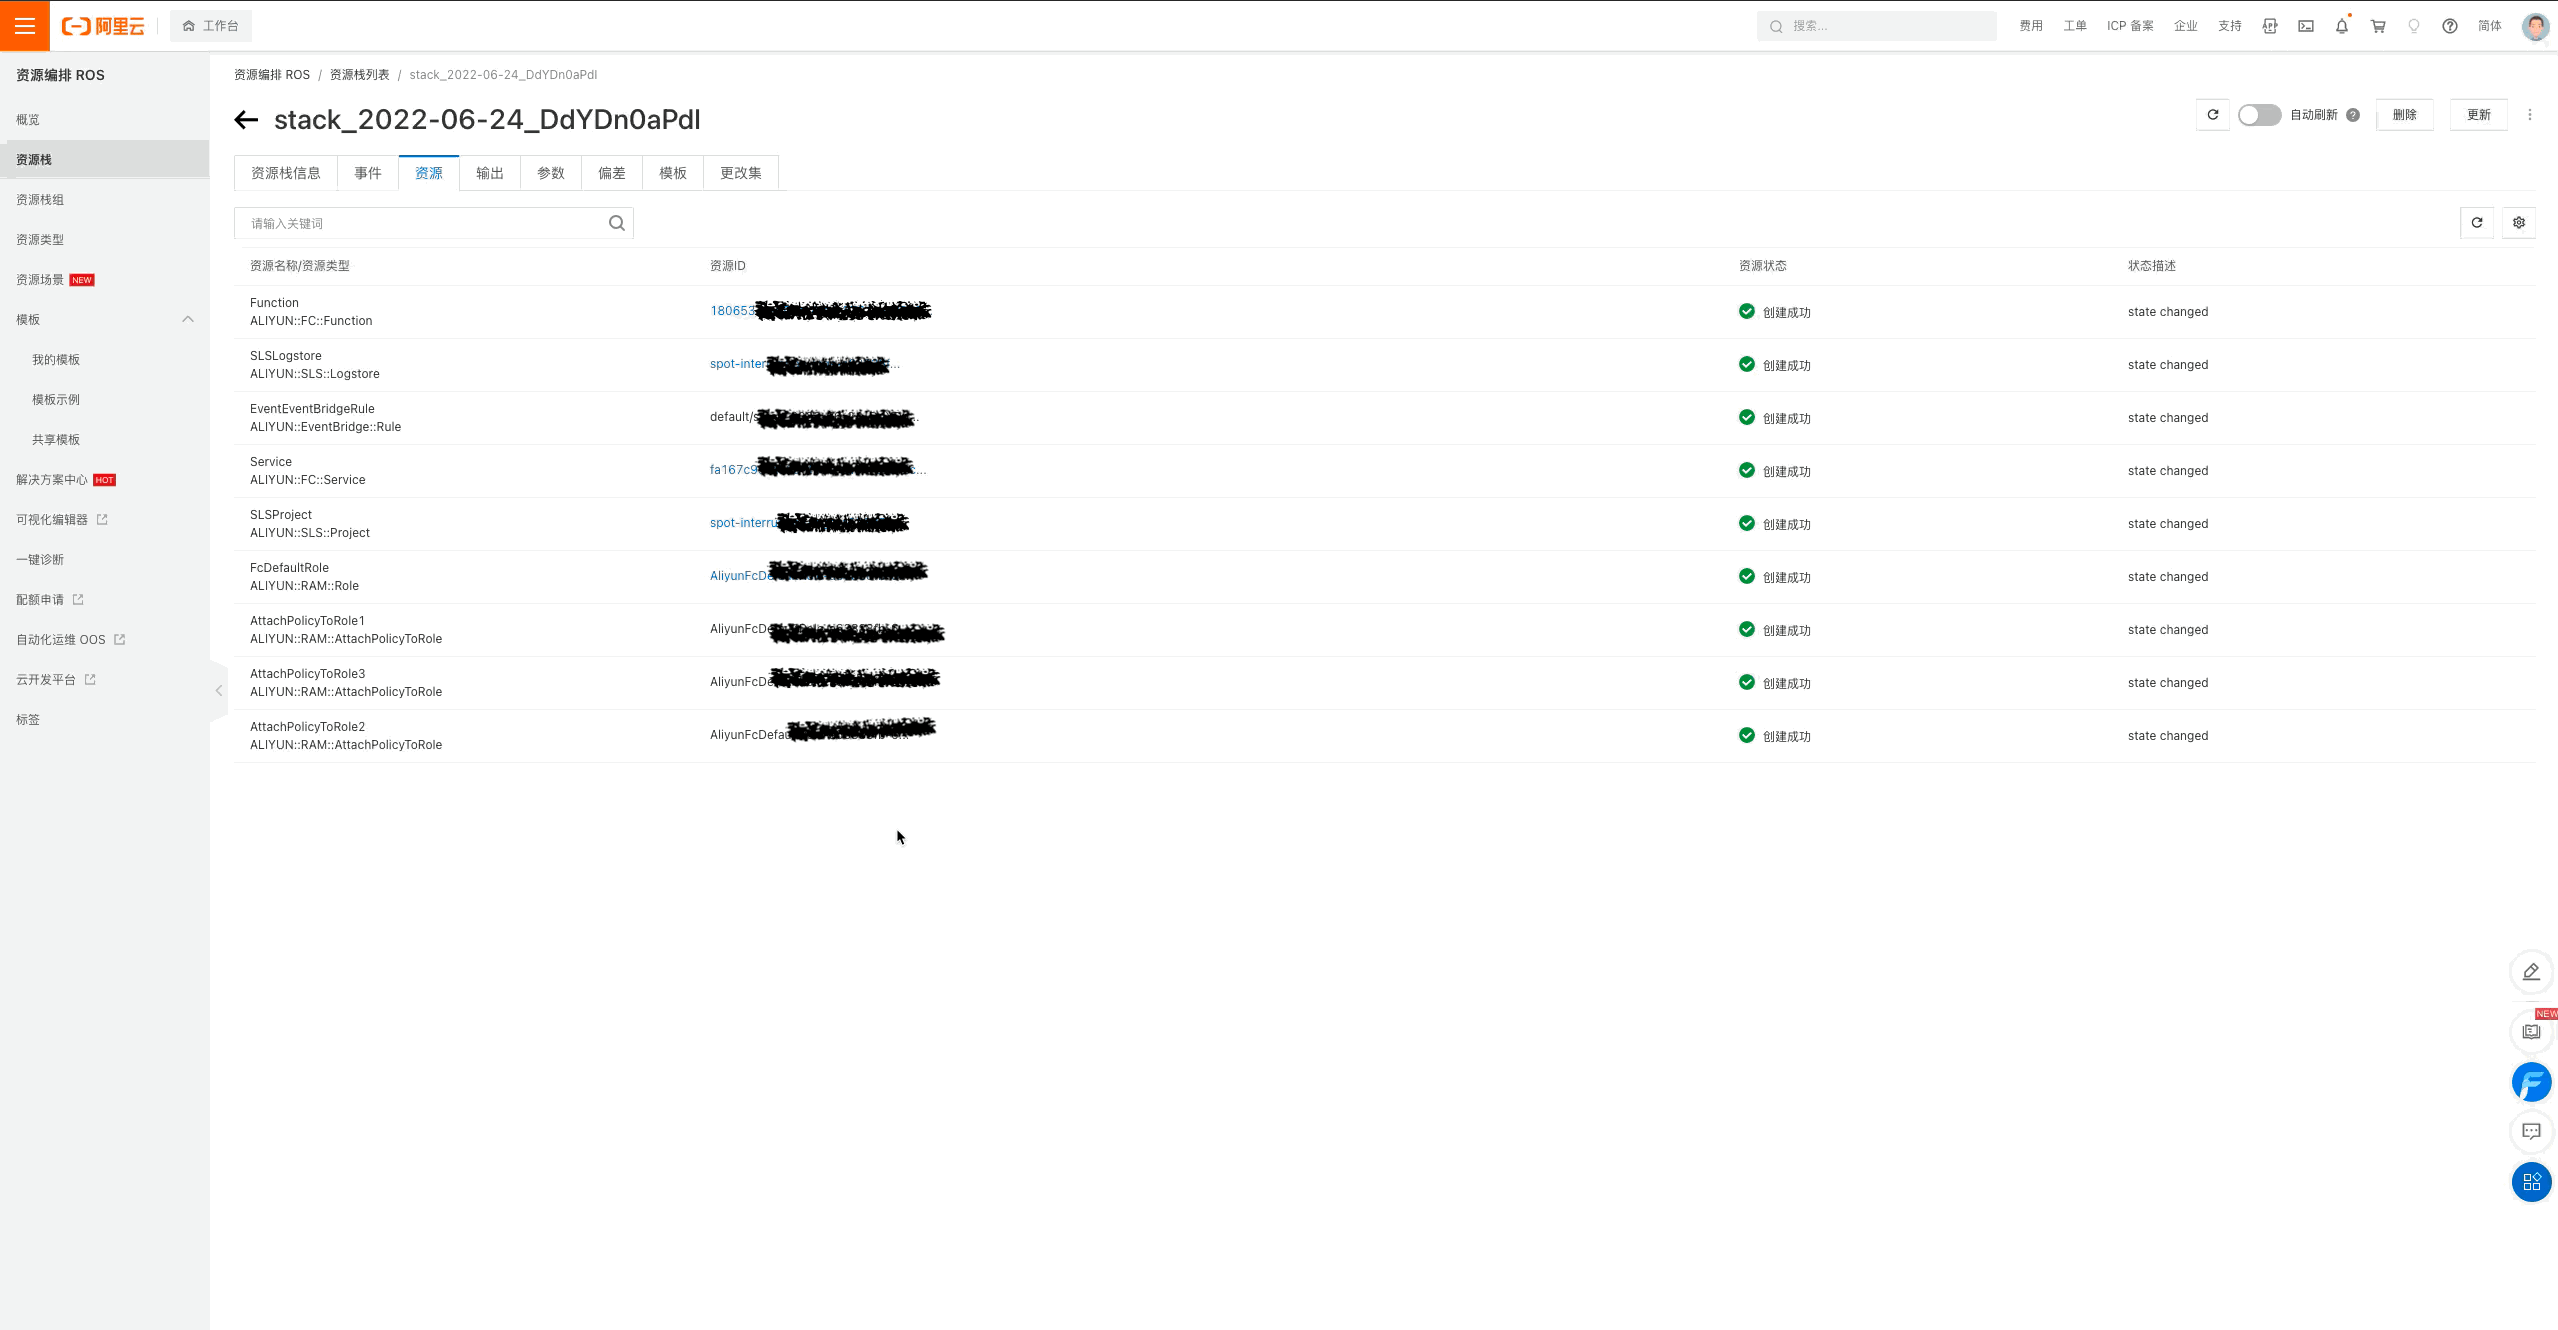 阿里云
工作台
搜索...
费用 工单 ICP 备案 企业 支持 简体
资源编排 ROS
概览
资源栈
资源栈组
资源类型
资源场景 NEW
模板
我的模板
模板示例
共享模板
解决方案中心 HOT
可视化编辑器
一键诊断
配额申请
自动化运维 OOS
云开发平台
标签
资源编排 ROS / 资源栈列表 / stack_2022-06-24_DdYDn0aPdI
stack_2022-06-24_DdYDn0aPdI
自动刷新 删除 更新
资源栈信息 事件 资源 输出 参数 偏差 模板 更改集
请输入关键词
资源名称/资源类型 资源ID 资源状态 状态描述
Function
ALIYUN::FC::Function
180653 创建成功 state changed
SLSLogstore
ALIYUN::SLS::Logstore
spot-inter ... 创建成功 state changed
EventEventBridgeRule
ALIYUN::EventBridge::Rule
default/s 创建成功 state changed
Service
ALIYUN::FC::Service
fa167c9 c... 创建成功 state changed
SLSProject
ALIYUN::SLS::Project
spot-interru 创建成功 state changed
FcDefaultRole
ALIYUN::RAM::Role
AliyunFcDe 创建成功 state changed
AttachPolicyToRole1
ALIYUN::RAM::AttachPolicyToRole
AliyunFcDe 创建成功 state changed
AttachPolicyToRole3
ALIYUN::RAM::AttachPolicyToRole
AliyunFcDe 创建成功 state changed
AttachPolicyToRole2
ALIYUN::RAM::AttachPolicyToRole
AliyunFcDefau 创建成功 state changed
NEW